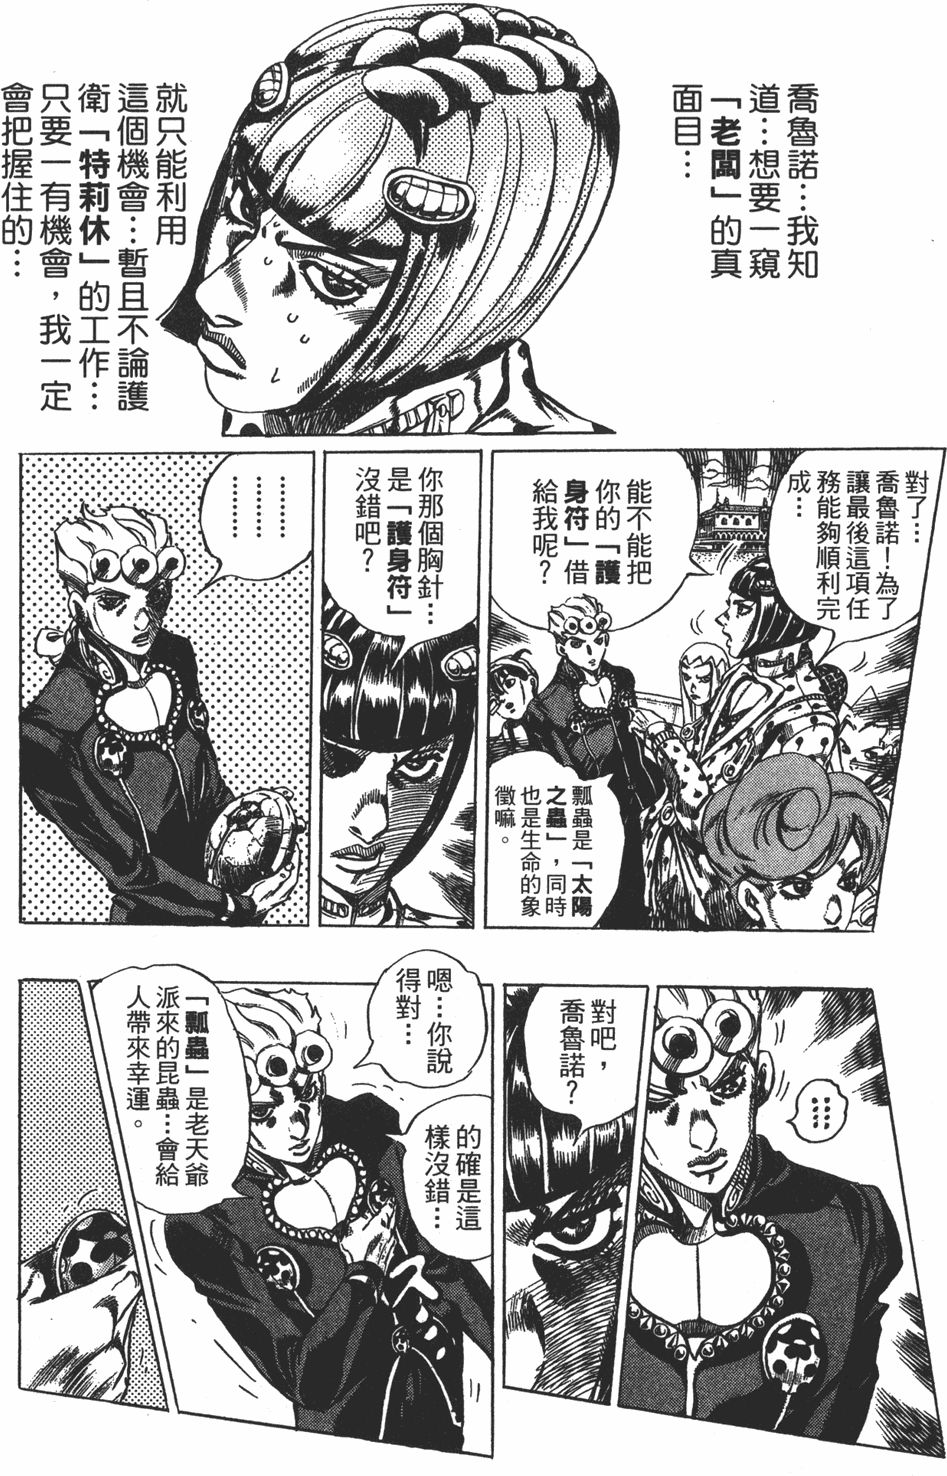 喬魯諾…我知
道…想要一窺
「老闆」的真
面目…
就只能利用
這個機會…暫且不論護
衛「特莉休」的工作…
只要一有機會，我一定
會把握住的…
對了…
喬魯諾！為了
讓最後這項任
務能夠順利完
成…
能不能把
你的「護
身符」借
給我呢？
瓢蟲是「太陽
之蟲」，同時
也是生命的象
徵嘛。
你那個胸針…
是「護身符」
沒錯吧？
………
………
……
對吧，
喬魯諾？
嗯…你說
得對…
的確是這
樣沒錯…
「瓢蟲」是老天爺
派來的昆蟲…會給
人帶來幸運。